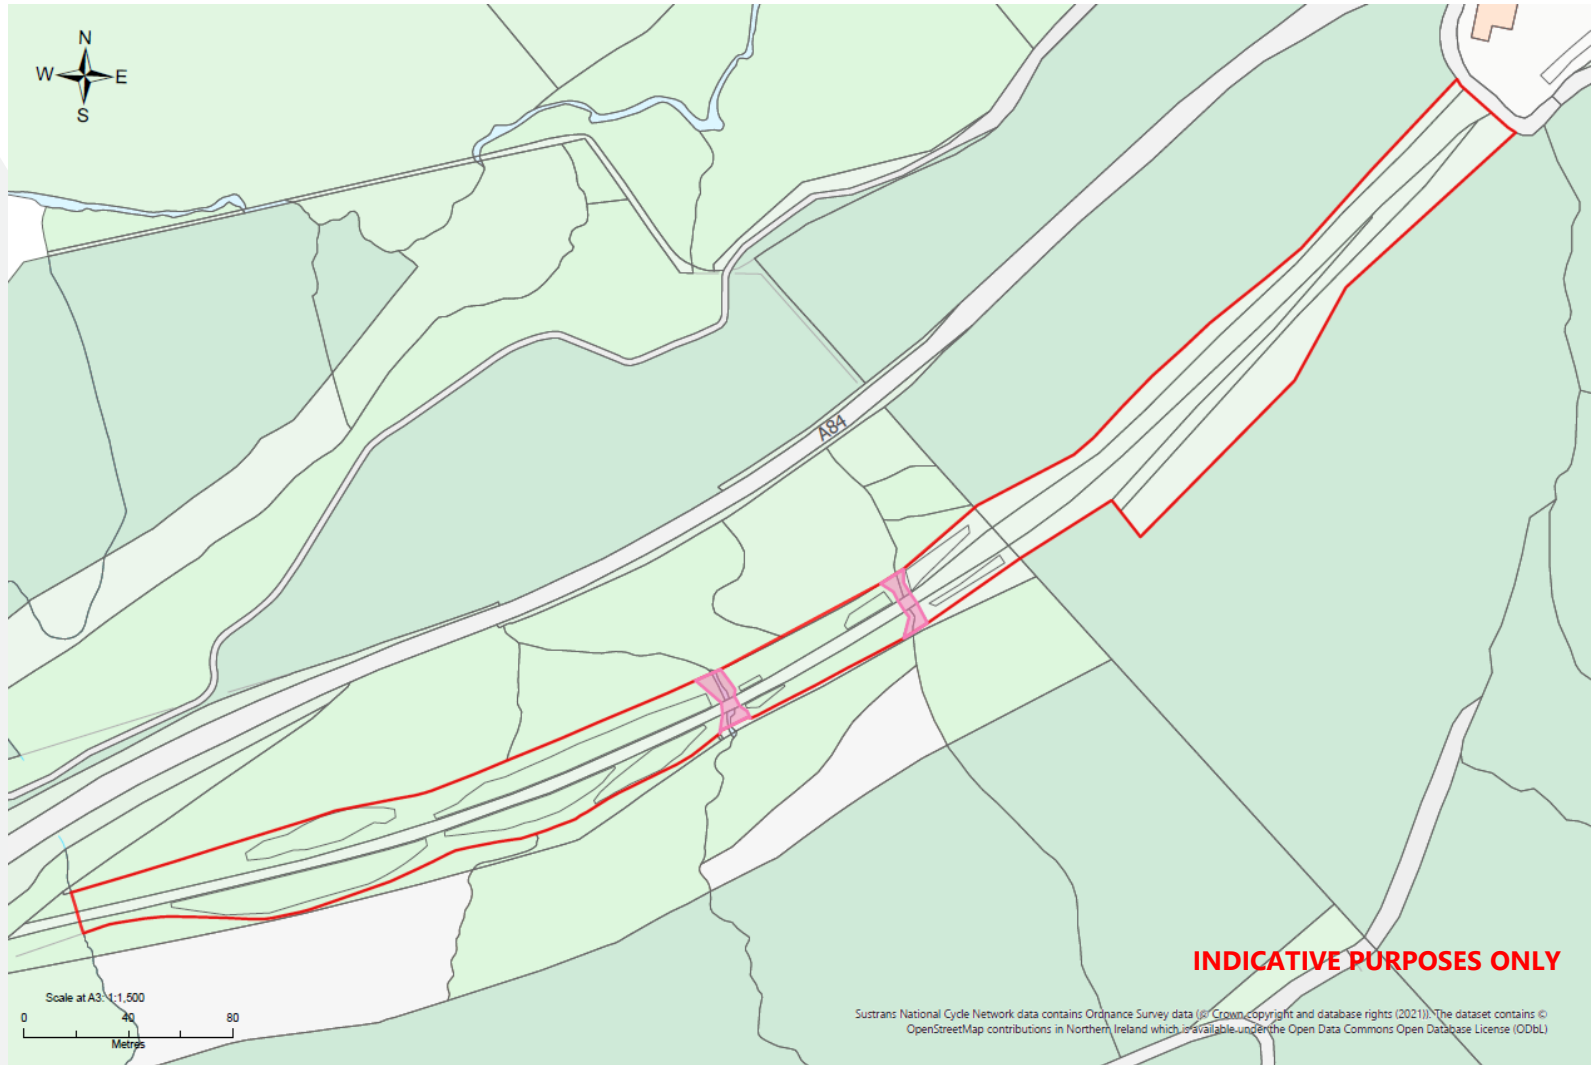 N
W E
S
A84
INDICATIVE PURPOSES ONLY
Scale at A3: 1:1,500
0 40 80
Metres
Sustrans National Cycle Network data contains Ordnance Survey data (© Crown copyright and database rights (2021)). The dataset contains ©
OpenStreetMap contributions in Northern Ireland which is available under the Open Data Commons Open Database License (ODbL)